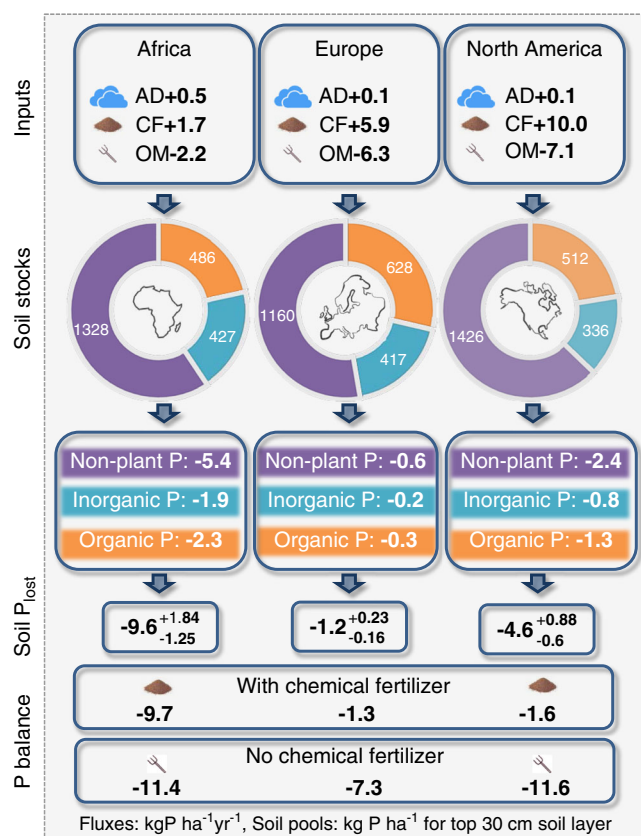 Inputs
Africa
AD+0.5
CF+1.7
OM-2.2
Europe
AD+0.1
CF+5.9
OM-6.3
North America
AD+0.1
CF+10.0
OM-7.1
Soil stocks
486
1328
427
628
1160
417
512
1426
336
Soil P_lost
Non-plant P: -5.4
Inorganic P: -1.9
Organic P: -2.3
Non-plant P: -0.6
Inorganic P: -0.2
Organic P: -0.3
Non-plant P: -2.4
Inorganic P: -0.8
Organic P: -1.3
-9.6 +1.84 -1.25
-1.2 +0.23 -0.16
-4.6 +0.88 -0.6
P balance
With chemical fertilizer
-9.7 -1.3 -1.6
No chemical fertilizer
-11.4 -7.3 -11.6
Fluxes: kgP ha⁻¹yr⁻¹, Soil pools: kg P ha⁻¹ for top 30 cm soil layer